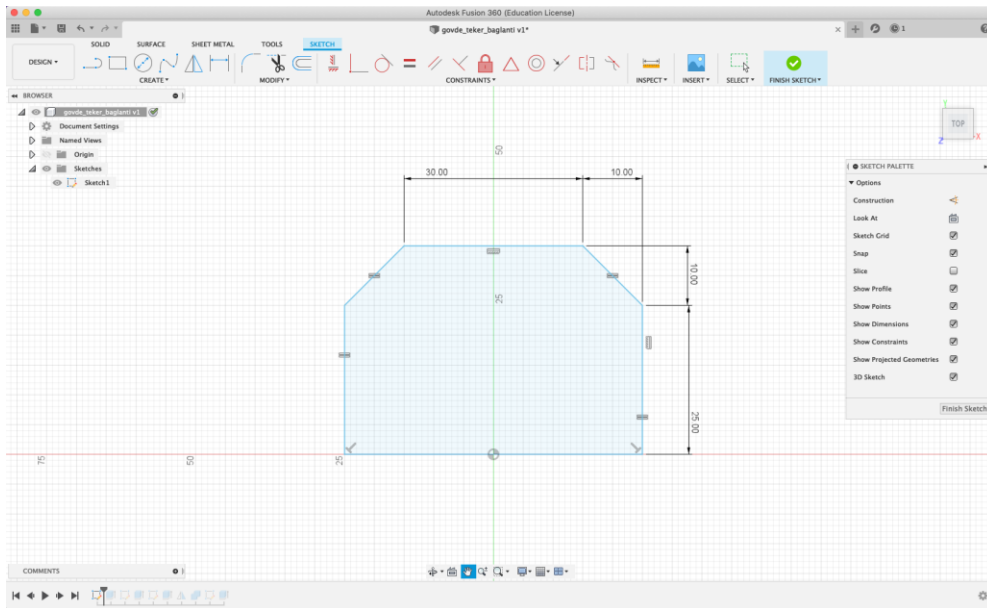 Autodesk Fusion 360 (Education License)
govde_teker_baglanti v1*
1
SOLID SURFACE SHEET METAL TOOLS SKETCH
DESIGN
CREATE MODIFY CONSTRAINTS INSPECT INSERT SELECT FINISH SKETCH
BROWSER
govde_teker_baglanti v1
Document Settings
Named Views
Origin
Sketches
Sketch1
TOP
X
Y
Z
50
30.00 10.00
10.00
25
25.00
75 50 25
SKETCH PALETTE
Options
Construction
Look At
Sketch Grid
Snap
Slice
Show Profile
Show Points
Show Dimensions
Show Constraints
Show Projected Geometries
3D Sketch
Finish Sketch
COMMENTS